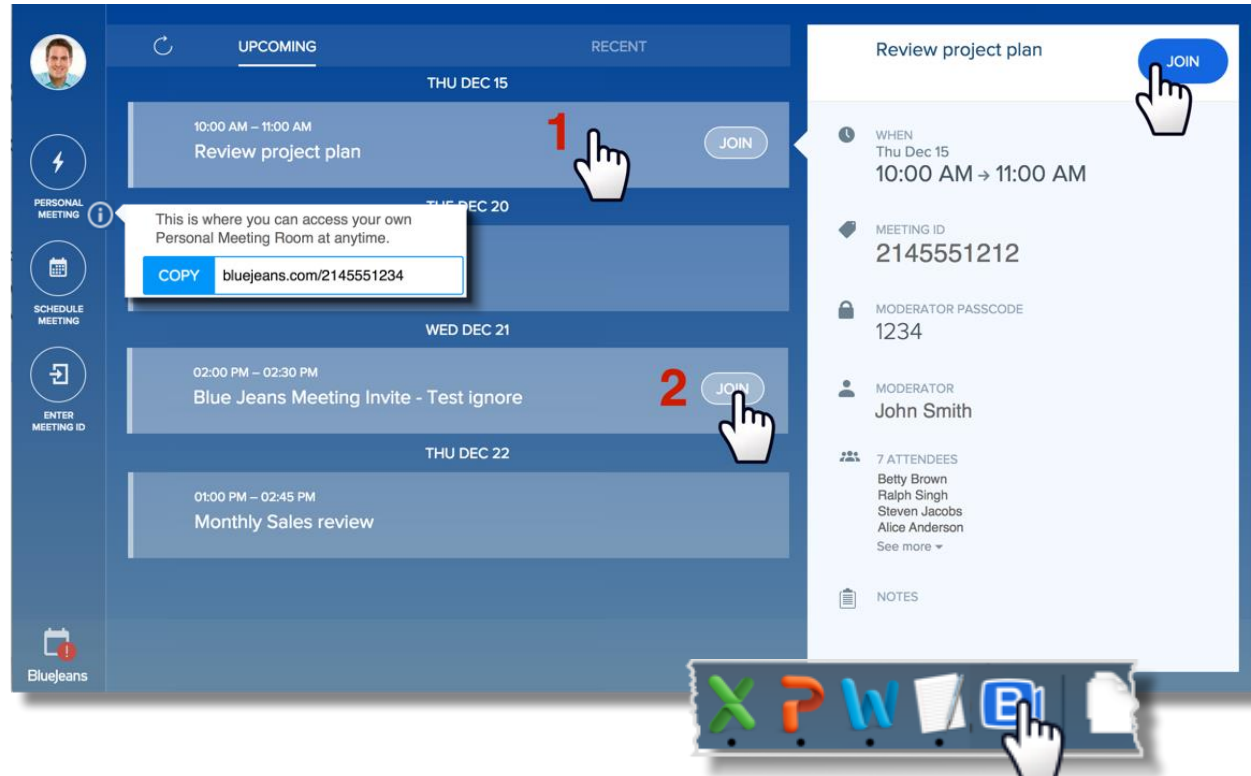 UPCOMING
RECENT
THU DEC 15
10:00 AM – 11:00 AM
Review project plan
1
JOIN
PERSONAL
MEETING
i
This is where you can access your own
Personal Meeting Room at anytime.
COPY bluejeans.com/2145551234
DEC 20
SCHEDULE
MEETING
WED DEC 21
02:00 PM – 02:30 PM
Blue Jeans Meeting Invite - Test ignore
2
JOIN
ENTER
MEETING ID
THU DEC 22
01:00 PM – 02:45 PM
Monthly Sales review
BlueJeans
Review project plan
JOIN
WHEN
Thu Dec 15
10:00 AM → 11:00 AM
MEETING ID
2145551212
MODERATOR PASSCODE
1234
MODERATOR
John Smith
7 ATTENDEES
Betty Brown
Ralph Singh
Steven Jacobs
Alice Anderson
See more
NOTES
X P W B